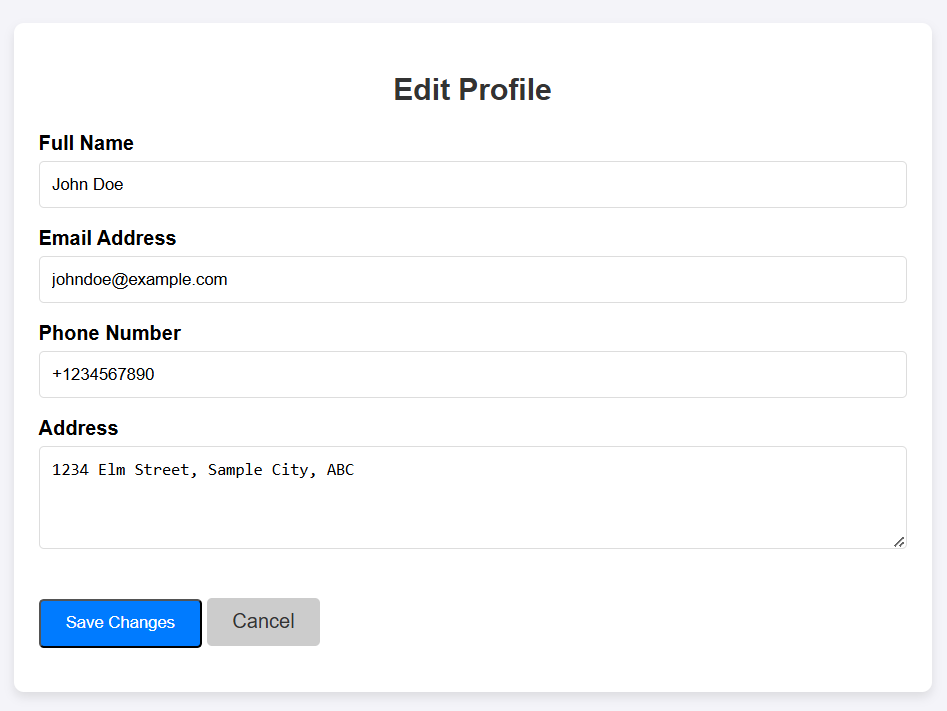 Edit Profile
Full Name
John Doe
Email Address
johndoe@example.com
Phone Number
+1234567890
Address
1234 Elm Street, Sample City, ABC
Save Changes Cancel